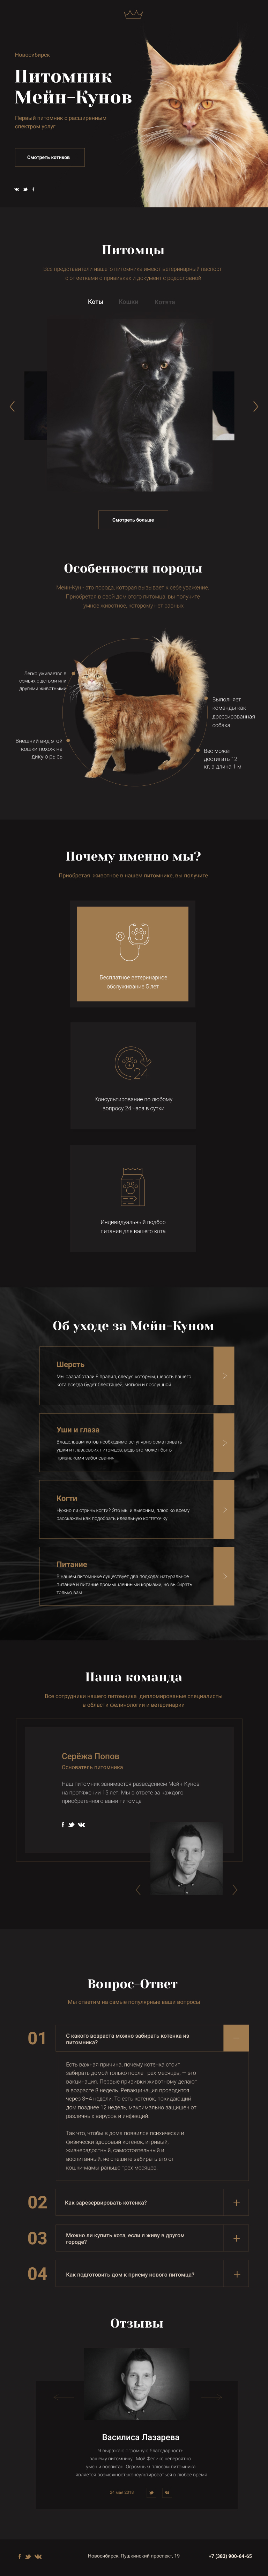 Новосибирск
Питомник
Мейн-Кунов
Первый питомник с расширенным
спектром услуг
Смотреть котиков
Питомцы
Все представители нашего питомника имеют ветеринарный паспорт
с отметками о прививках и документ с родословной
Коты Кошки Котята
Смотреть больше
Особенности породы
Мейн-Кун - это порода, которая вызывает к себе уважение
Приобретая в свой дом этого питомца, вы получите
умное животное, которому нет равных
Легко уживается в
семьях с детьми или
другими животными
Выполняет
команды как
дрессированная
собака
Внешний вид этой
кошки похож на
дикую рысь
Вес может
достигать 12
кг, а длина 1 м
Почему именно мы?
Приобретая животное в нашем питомнике, вы получите
Бесплатное ветеринарное
обслуживание 5 лет
24
Консультирование по любому
вопросу 24 часа в сутки
Индивидуальный подбор
питания для вашего кота
Об уходе за Мейн-Куном
Шерсть
Мы разработали 8 правил, следуя которым, шерсть вашего
кота всегда будет блестящей, мягкой и послушной
Уши и глаза
Владельцам котов необходимо регулярно осматривать
ушки и глазоавоих питомцев, ведь это может быть
признаками заболевания
Когти
Нужно ли стричь когти? Это мы и выясним, плюс ко всему
расскажем как подобрать идеальную когтеточку
Питание
В нашем питомнике существует два подхода: натуральное
питание и питание промышленными кормами, но выбирать
только вам
Наша команда
Все сотрудники нашего питомника дипломированые специалисты
в области фелинологии и ветеринарии
Серёжа Попов
Основатель питомника
Наш питомник занимается разведением Мейн-Кунов
на протяжении 15 лет. Мы в ответе за каждого
приобретенного вами питомца
Вопрос-Ответ
Мы ответим на самые популярные ваши вопросы
01
С какого возраста можно забирать котенка из
питомника?
Есть важная причина, почему котенка стоит
забирать домой только после трех месяцев, — это
вакцинация. Первые прививки животному делают
в возрасте 8 недель. Ревакцинация проводится
через 3–4 недели. То есть котенок, покидающий
дом позднее 12 недель, максимально защищен от
различных вирусов и инфекций.
Так что, чтобы в дома появился психически и
физически здоровый котенок, игривый,
жизнерадостный, самостоятельный и
воспитанный, не спешите забирать его от
кошки-мамы раньше трех месяцев.
02 Как зарезервировать котенка?
03
Можно ли купить кота, если я живу в другом
городе?
04 Как подготовить дом к приему нового питомца?
Отзывы
Василиса Лазарева
Я выражаю огромную благодарность
вашему питомнику. Мой Феликс невероятно
умён и воспитан. Огромным плюсом питомника
является возможностьконсультироваться в любое время
24 мая 2018
Новосибирск, Пушкинский проспект, 19
+7 (383) 900-64-65